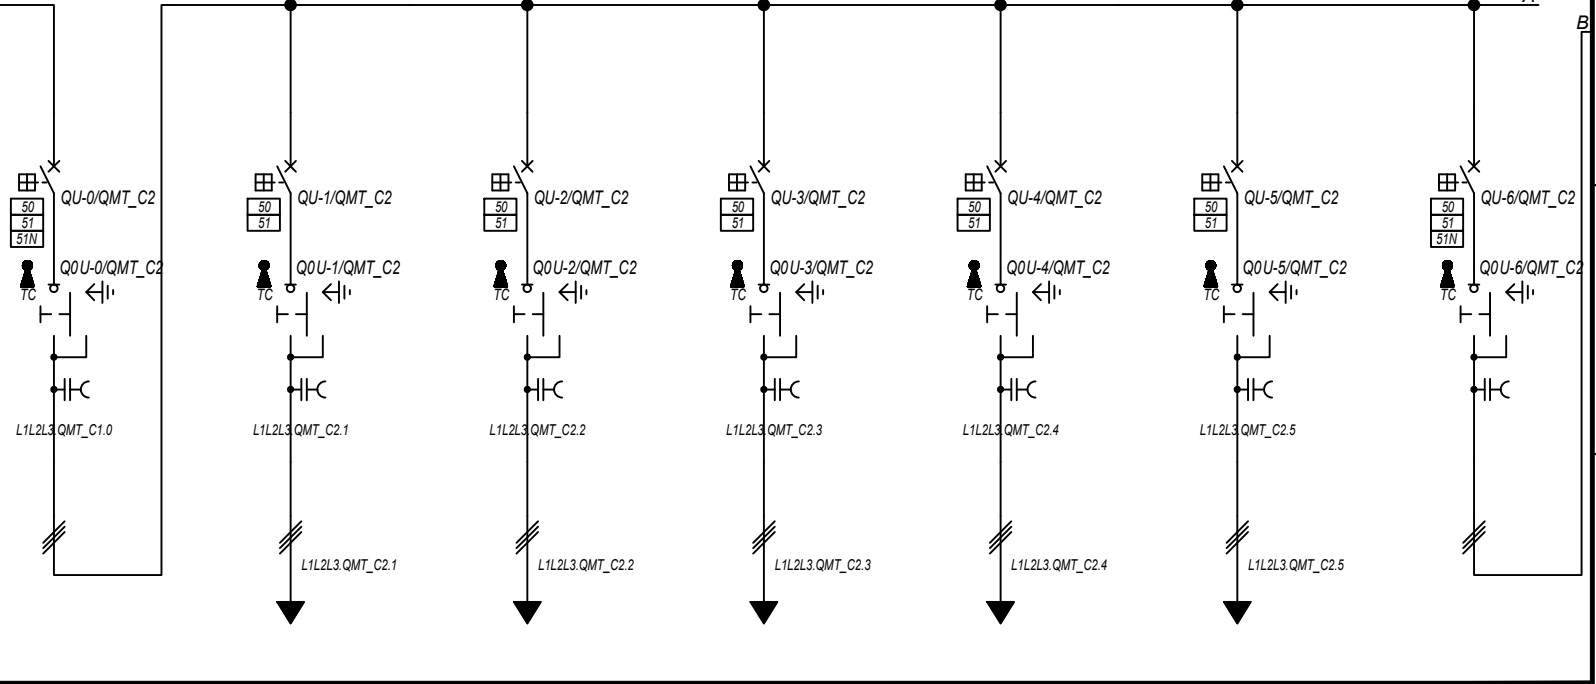 B
QU-0/QMT_C2
QU-1/QMT_C2
QU-2/QMT_C2
QU-3/QMT_C2
QU-4/QMT_C2
QU-5/QMT_C2
QU-6/QMT_C2
50
50
50
50
50
50
50
51
51
51
51
51
51
51
51N
51N
Q0U-0/QMT_C2
Q0U-1/QMT_C2
Q0U-2/QMT_C2
Q0U-3/QMT_C2
Q0U-4/QMT_C2
Q0U-5/QMT_C2
Q0U-6/QMT_C2
TC
TC
TC
TC
TC
TC
TC
L1L2L3.QMT_C1.0
L1L2L3.QMT_C2.1
L1L2L3.QMT_C2.2
L1L2L3.QMT_C2.3
L1L2L3.QMT_C2.4
L1L2L3.QMT_C2.5
L1L2L3.QMT_C2.1
L1L2L3.QMT_C2.2
L1L2L3.QMT_C2.3
L1L2L3.QMT_C2.4
L1L2L3.QMT_C2.5